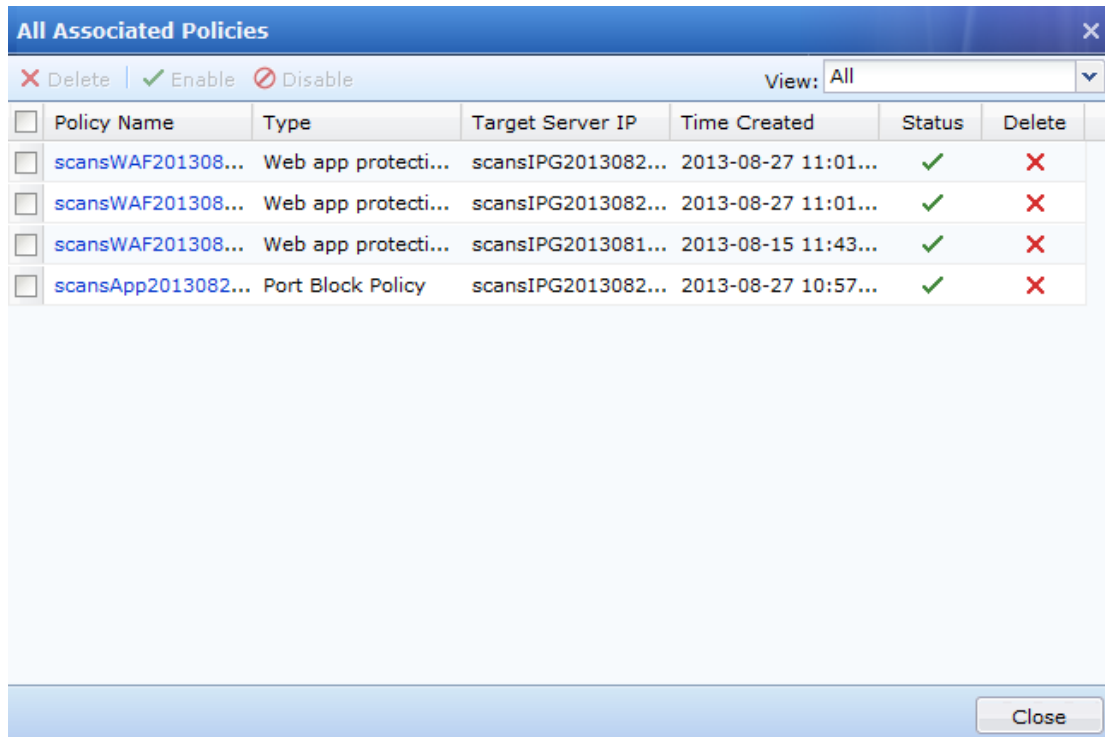 All Associated Policies
Delete Enable Disable View: All
Policy Name Type Target Server IP Time Created Status Delete
scansWAF201308... Web app protecti... scansIPG2013082... 2013-08-27 11:01...
scansWAF201308... Web app protecti... scansIPG2013082... 2013-08-27 11:01...
scansWAF201308... Web app protecti... scansIPG2013081... 2013-08-15 11:43...
scansApp2013082... Port Block Policy scansIPG2013082... 2013-08-27 10:57...
Close